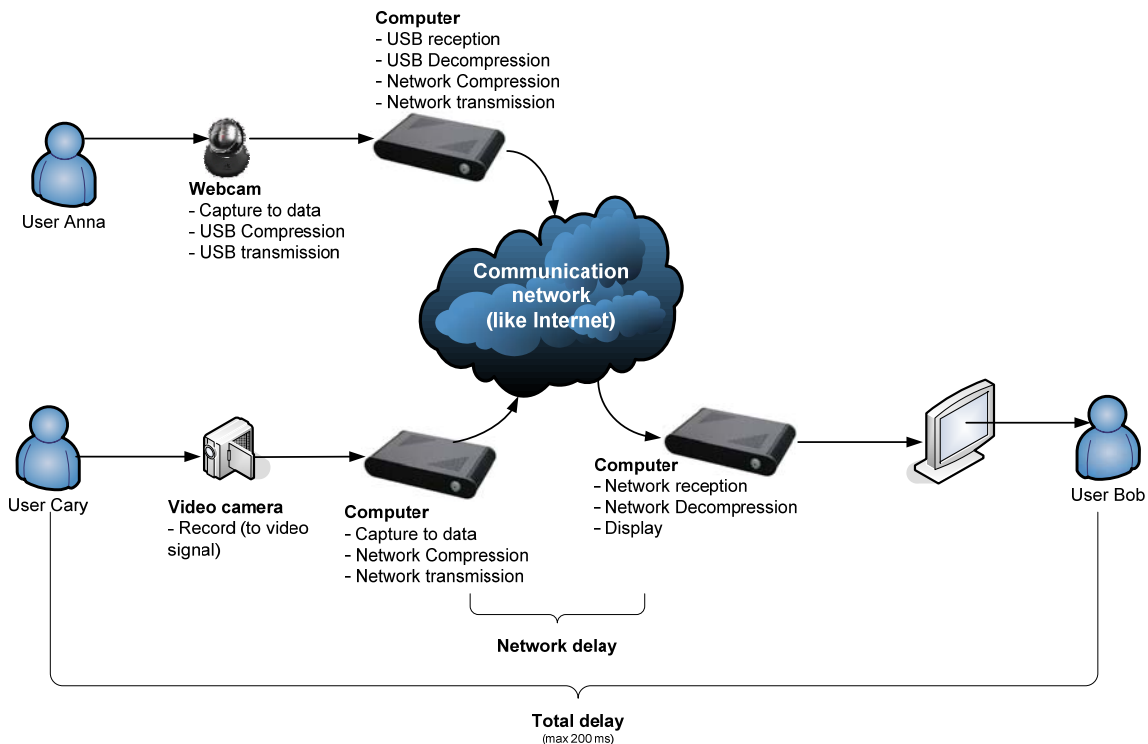 Computer
- USB reception
- USB Decompression
- Network Compression
- Network transmission
User Anna
Webcam
- Capture to data
- USB Compression
- USB transmission
Communication
network
(like Internet)
User Cary
Video camera
- Record (to video
signal)
Computer
- Capture to data
- Network Compression
- Network transmission
Computer
- Network reception
- Network Decompression
- Display
User Bob
Network delay
Total delay
(max 200 ms)